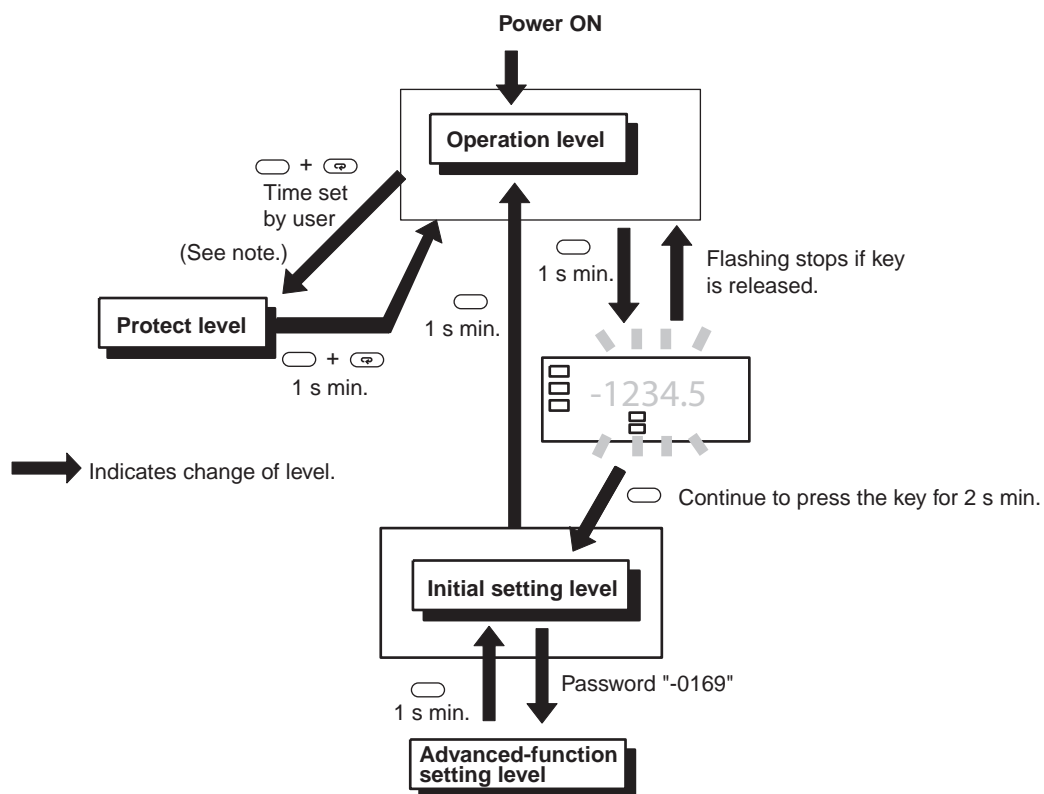 Power ON
Operation level
+
Time set
by user
(See note.)
1 s min.
Flashing stops if key
is released.
1 s min.
Protect level
+
1 s min.
-1234.5
Indicates change of level.
Continue to press the key for 2 s min.
Initial setting level
Password "-0169"
1 s min.
Advanced-function
setting level